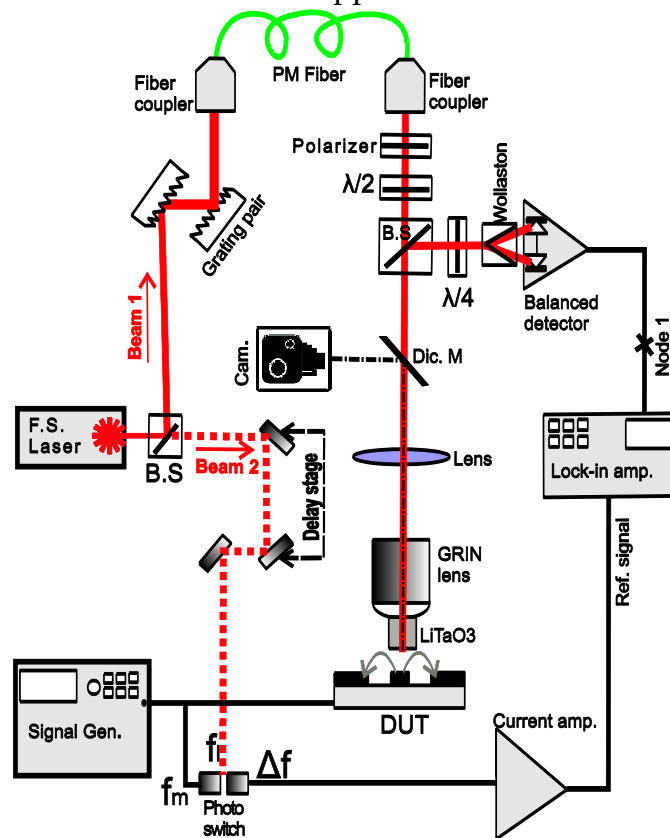 PM Fiber
Fiber
coupler
Fiber
coupler
Polarizer
λ/2
Grating pair
B.S
Wollaston
λ/4
Balanced
detector
Node 1
Beam 1
Cam.
Dic. M
F.S.
Laser
B.S
Beam 2
Delay stage
Lens
Lock-in amp.
GRIN
lens
Ref. signal
LiTaO3
DUT
Signal Gen.
Current amp.
fm
Δf
Photo
switch